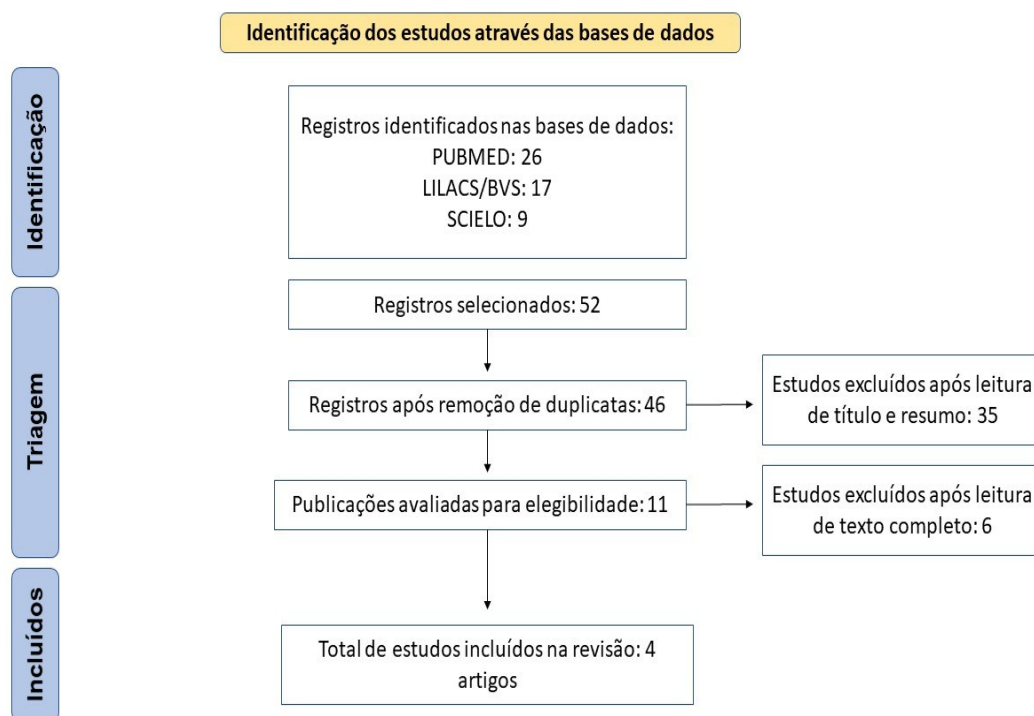 Identificação dos estudos através das bases de dados
Identificação
Registros identificados nas bases de dados:
PUBMED: 26
LILACS/BVS: 17
SCIELO: 9
Triagem
Registros selecionados: 52
Registros após remoção de duplicatas: 46
Estudos excluídos após leitura
de título e resumo: 35
Publicações avaliadas para elegibilidade: 11
Estudos excluídos após leitura
de texto completo: 6
Incluídos
Total de estudos incluídos na revisão: 4
artigos